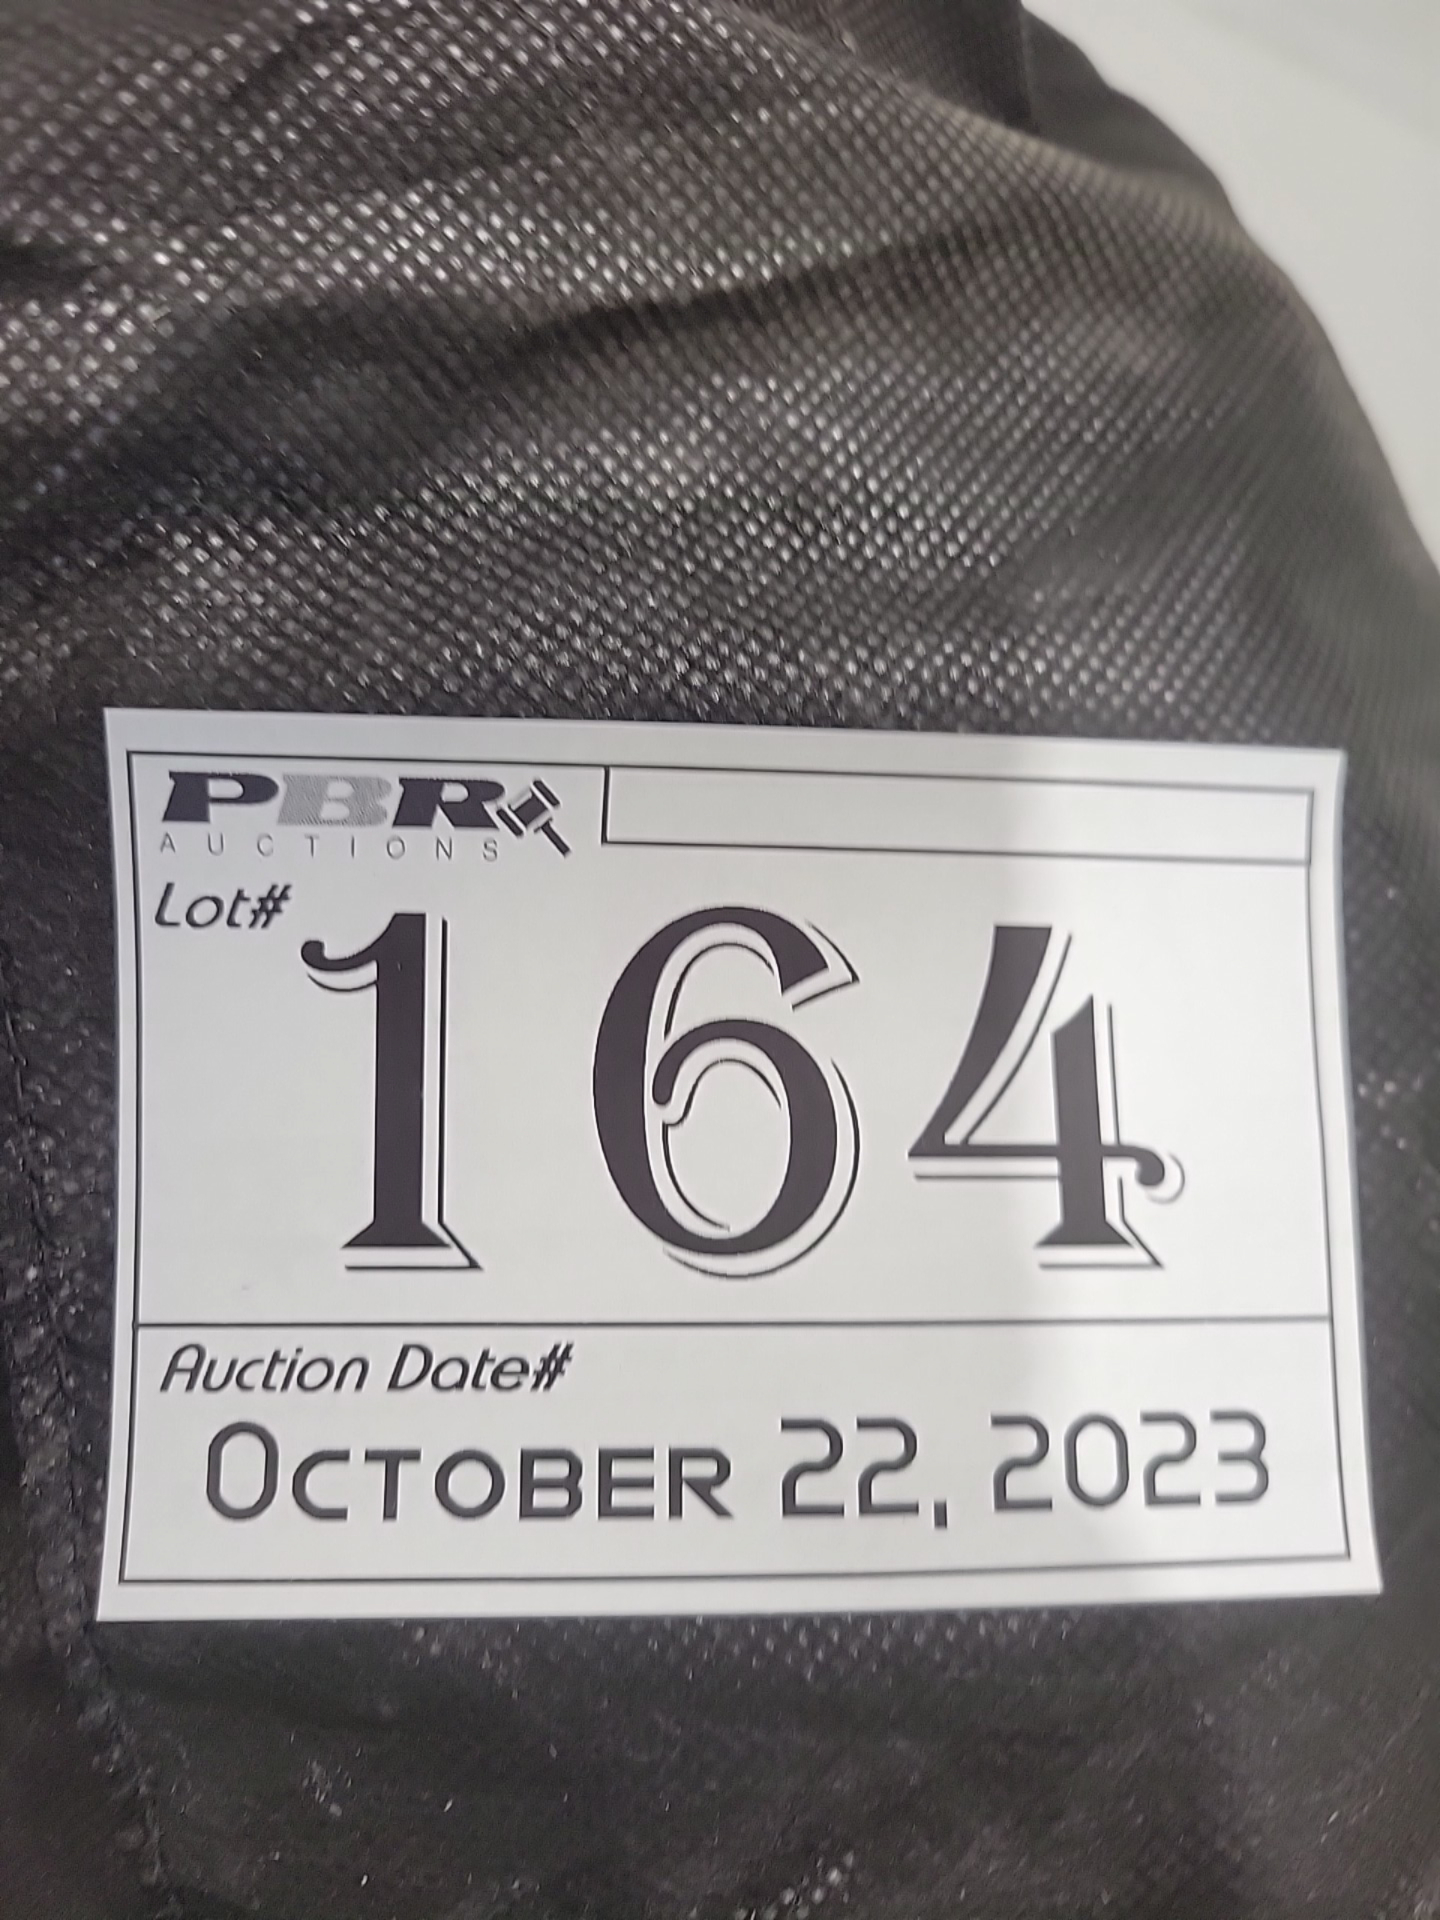 PBR
AUCTIONS
Lot#
164
Auction Date#
October 22, 2023